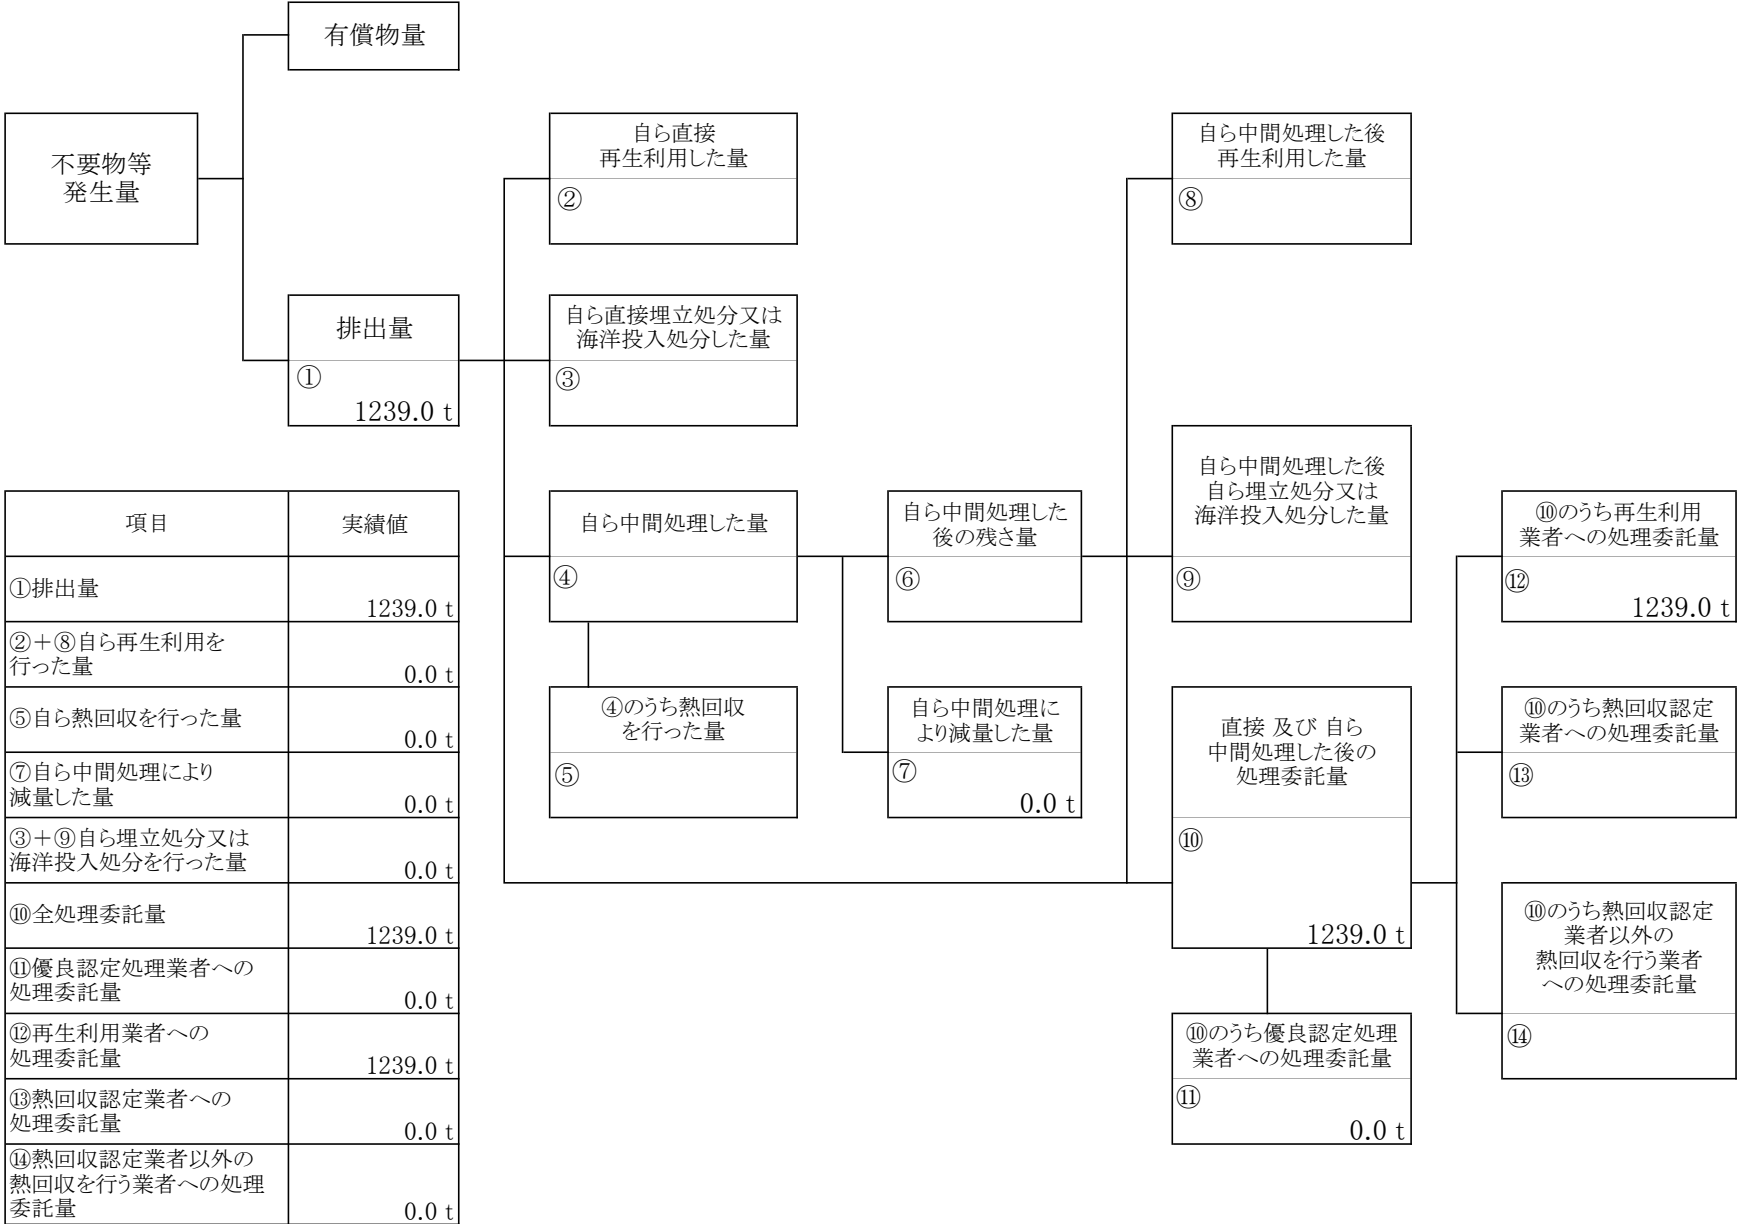 有償物量
不要物等
発生量
自ら直接
再生利用した量
②
自ら中間処理した後
再生利用した量
⑧
排出量
①
1239.0 t
自ら直接埋立処分又は
海洋投入処分した量
③
自ら中間処理した量
④
自ら中間処理した
後の残さ量
⑥
自ら中間処理した後
自ら埋立処分又は
海洋投入処分した量
⑨
⑩のうち再生利用
業者への処理委託量
⑫
1239.0 t
④のうち熱回収
を行った量
⑤
自ら中間処理に
より減量した量
⑦
0.0 t
直接 及び 自ら
中間処理した後の
処理委託量
⑩
1239.0 t
⑩のうち熱回収認定
業者への処理委託量
⑬
⑩のうち熱回収認定
業者以外の
熱回収を行う業者
への処理委託量
⑭
⑩のうち優良認定処理
業者への処理委託量
⑪
0.0 t
項目 実績値
①排出量
1239.0 t
②＋⑧自ら再生利用を
行った量
0.0 t
⑤自ら熱回収を行った量
0.0 t
⑦自ら中間処理により
減量した量
0.0 t
③＋⑨自ら埋立処分又は
海洋投入処分を行った量
0.0 t
⑩全処理委託量
1239.0 t
⑪優良認定処理業者への
処理委託量
0.0 t
⑫再生利用業者への
処理委託量
1239.0 t
⑬熱回収認定業者への
処理委託量
0.0 t
⑭熱回収認定業者以外の
熱回収を行う業者への処理
委託量
0.0 t